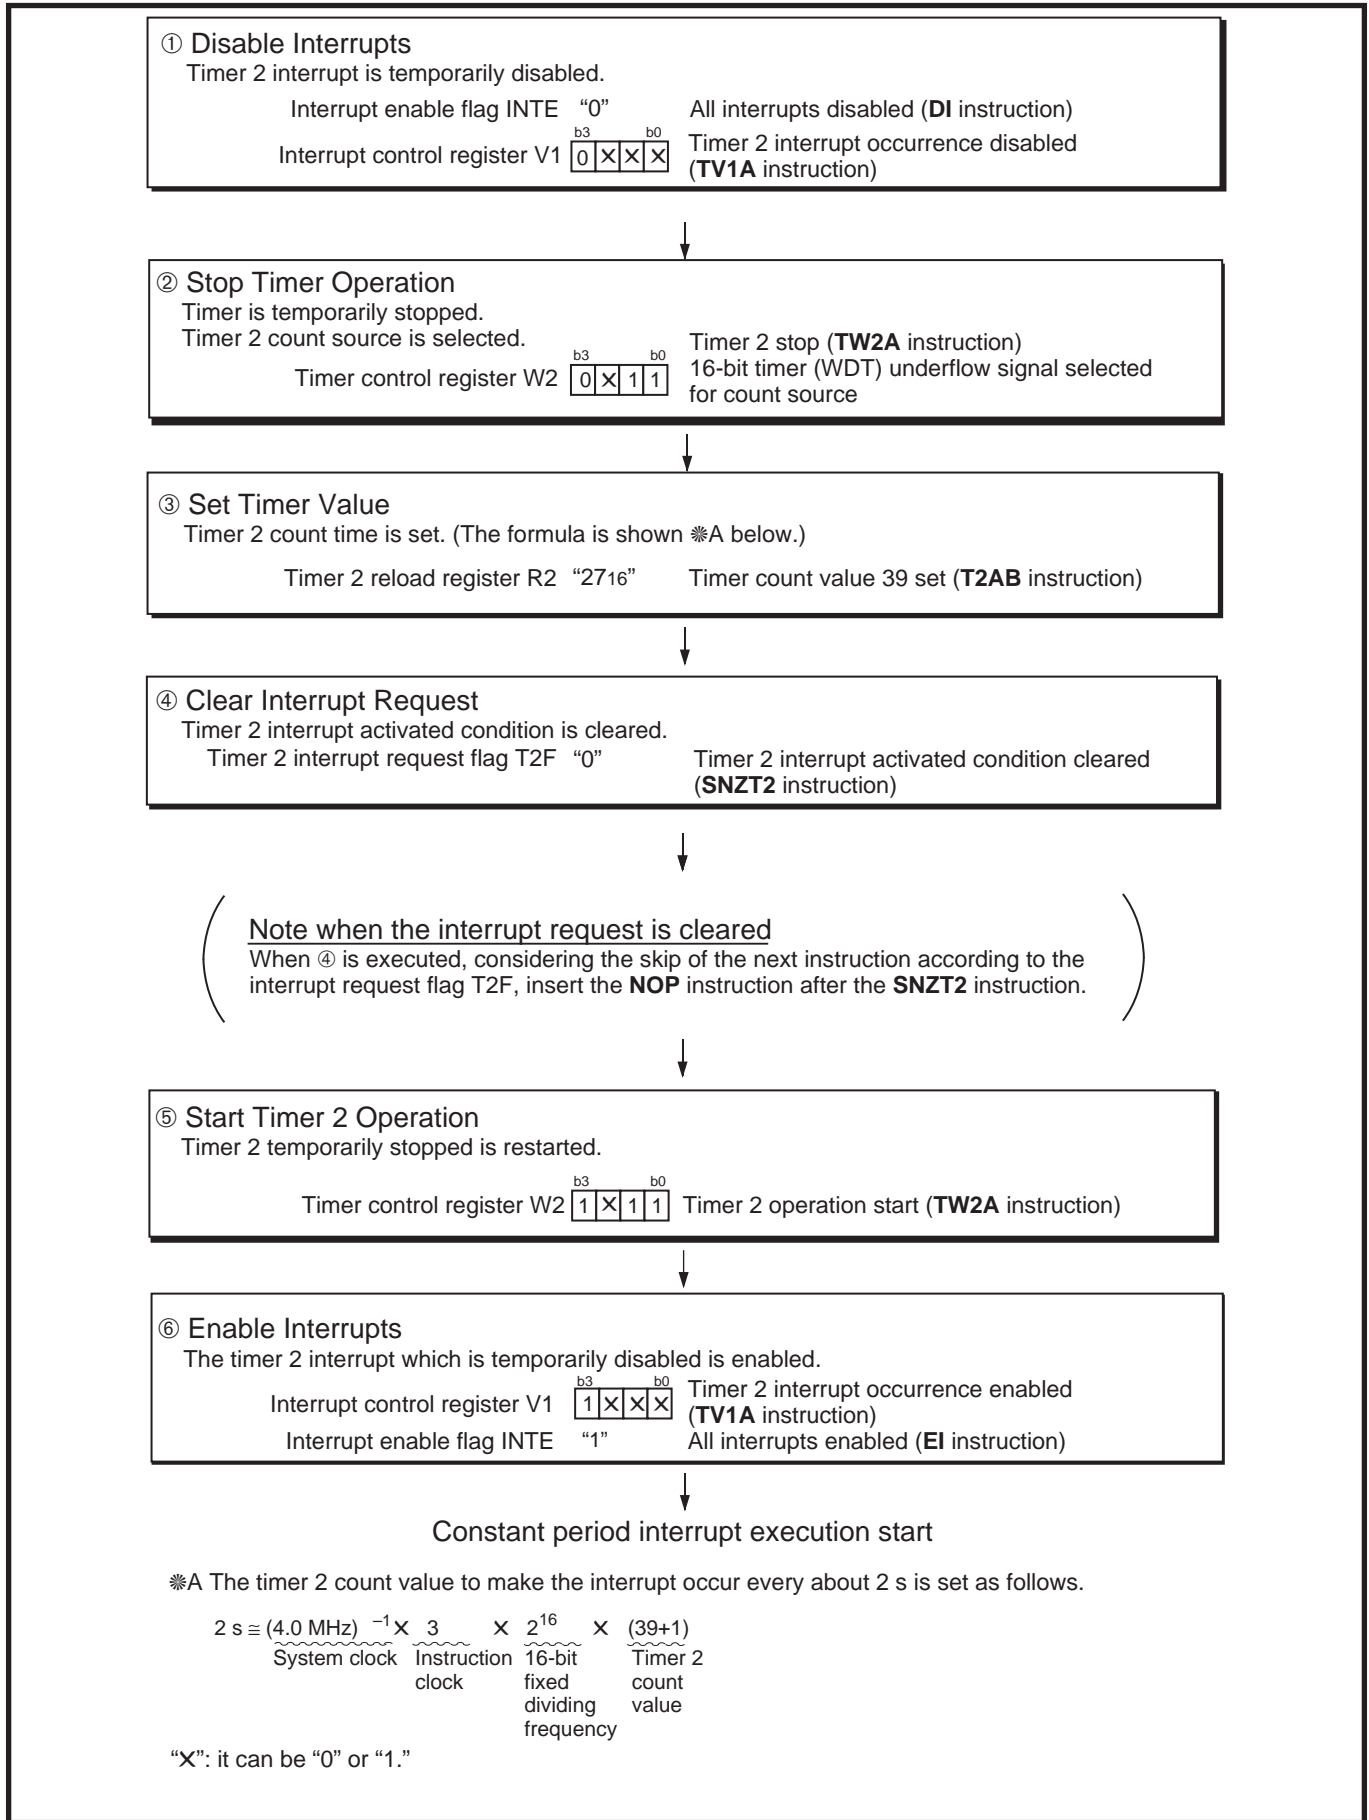 ① Disable Interrupts
Timer 2 interrupt is temporarily disabled.
Interrupt enable flag INTE “0” All interrupts disabled (DI instruction)
b3 b0
Interrupt control register V1 0 X X X Timer 2 interrupt occurrence disabled
(TV1A instruction)
② Stop Timer Operation
Timer is temporarily stopped.
Timer 2 count source is selected. Timer 2 stop (TW2A instruction)
b3 b0
Timer control register W2 0 X 1 1 16-bit timer (WDT) underflow signal selected
for count source
③ Set Timer Value
Timer 2 count time is set. (The formula is shown ❊A below.)
Timer 2 reload register R2 “2716” Timer count value 39 set (T2AB instruction)
④ Clear Interrupt Request
Timer 2 interrupt activated condition is cleared.
Timer 2 interrupt request flag T2F “0” Timer 2 interrupt activated condition cleared
(SNZT2 instruction)
Note when the interrupt request is cleared
When ④ is executed, considering the skip of the next instruction according to the
interrupt request flag T2F, insert the NOP instruction after the SNZT2 instruction.
⑤ Start Timer 2 Operation
Timer 2 temporarily stopped is restarted.
b3 b0
Timer control register W2 1 X 1 1 Timer 2 operation start (TW2A instruction)
⑥ Enable Interrupts
The timer 2 interrupt which is temporarily disabled is enabled.
b3 b0
Interrupt control register V1 1 X X X Timer 2 interrupt occurrence enabled
(TV1A instruction)
Interrupt enable flag INTE “1” All interrupts enabled (EI instruction)
Constant period interrupt execution start
❊A The timer 2 count value to make the interrupt occur every about 2 s is set as follows.
2 s ≅ (4.0 MHz) ⁻¹ X 3 X 2¹⁶ X (39+1)
System clock Instruction 16-bit Timer 2
clock fixed count
dividing value
frequency
“X”: it can be “0” or “1.”